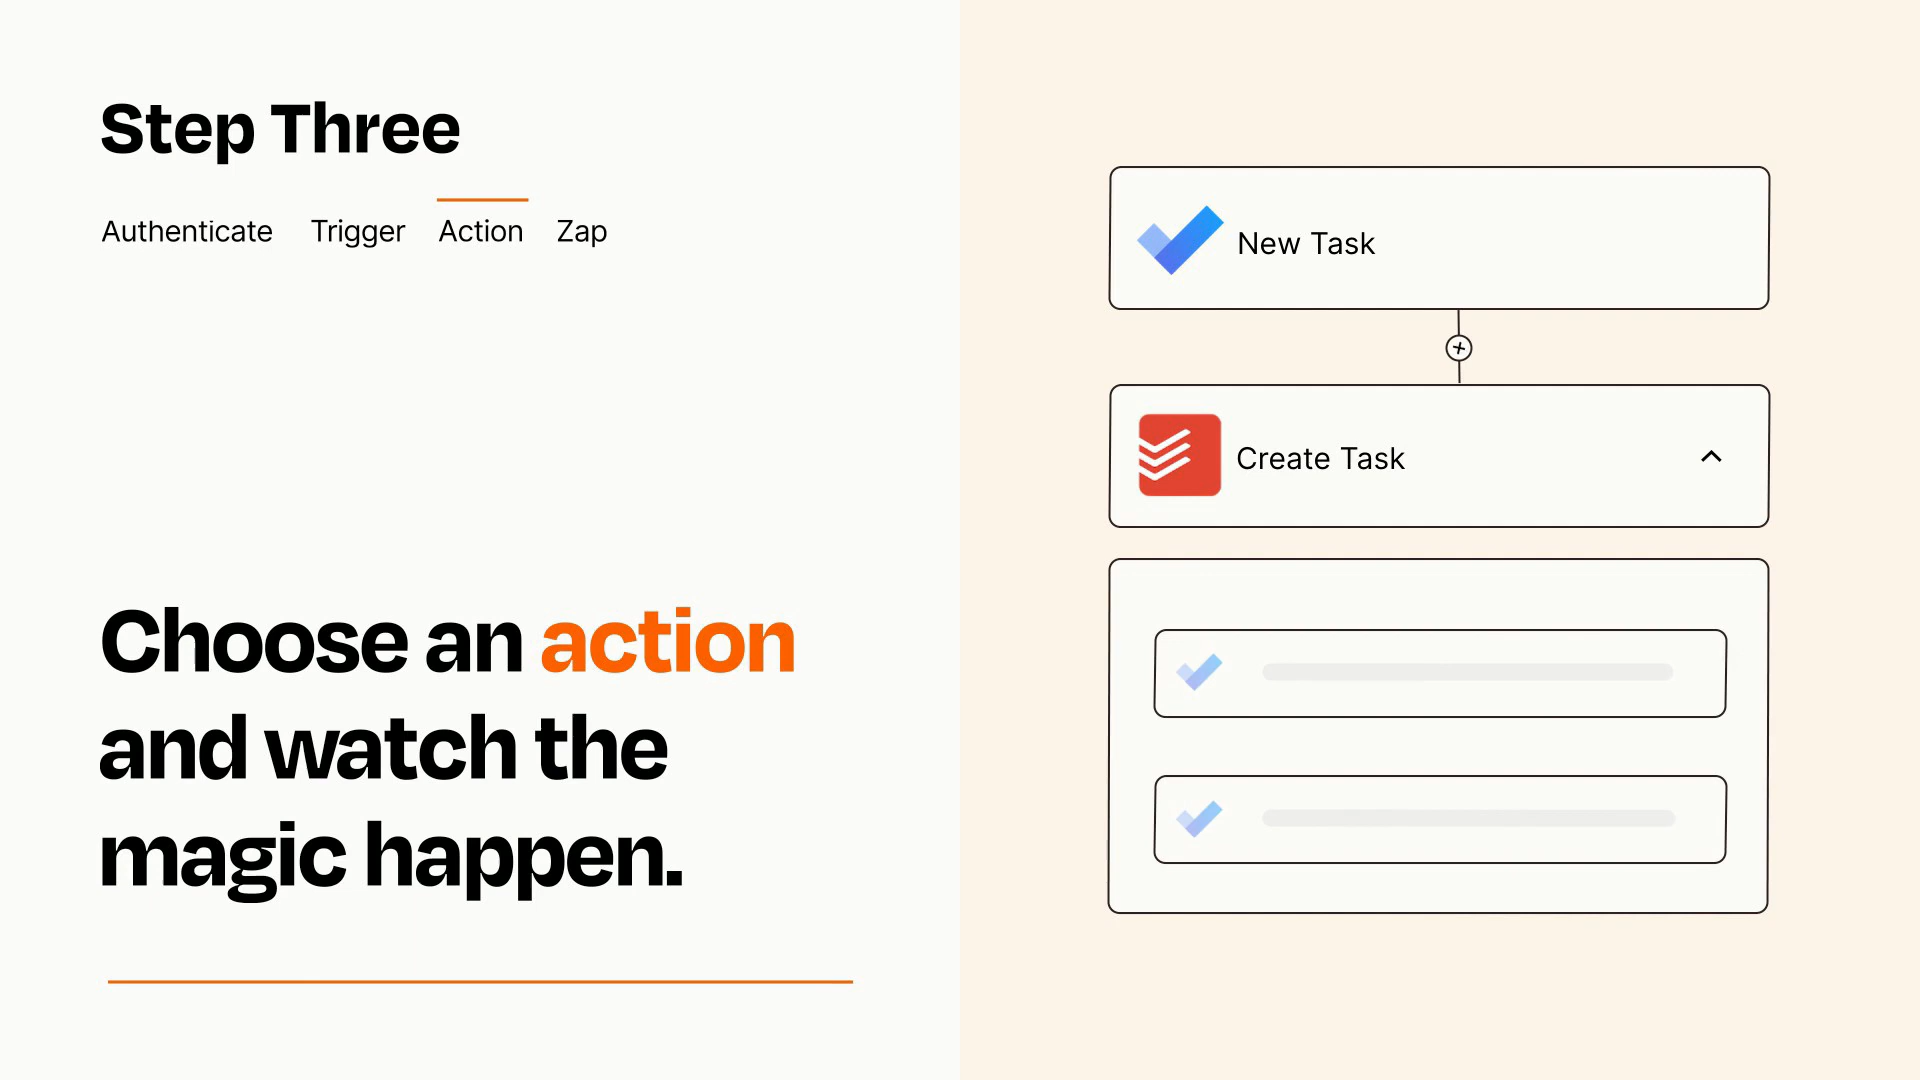 Step Three
Authenticate Trigger Action Zap
Choose an action
and watch the
magic happen.
New Task
Create Task